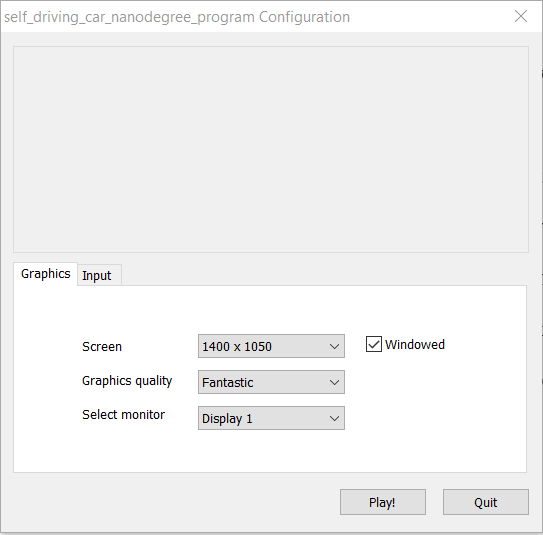 self_driving_car_nanodegree_program Configuration
Graphics
Input
Screen
1400 x 1050
Windowed
Graphics quality
Fantastic
Select monitor
Display 1
Play!
Quit